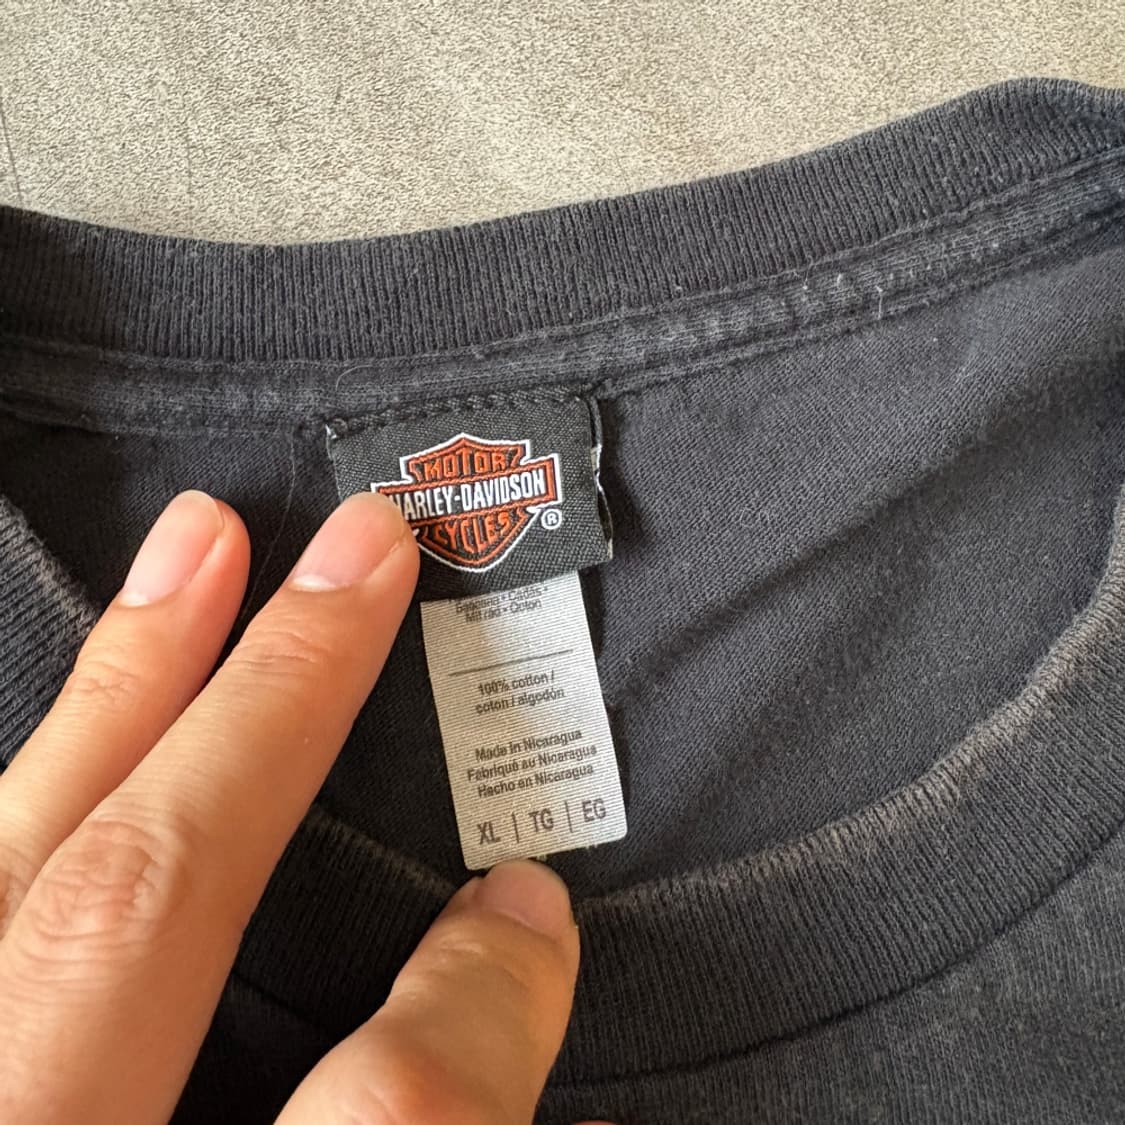 MOTOR
HARLEY-DAVIDSON
CYCLES
®
100% cotton /
coton / algodón
Made in Nicaragua
Fabriqué au Nicaragua
Hecho en Nicaragua
XL | TG | EG